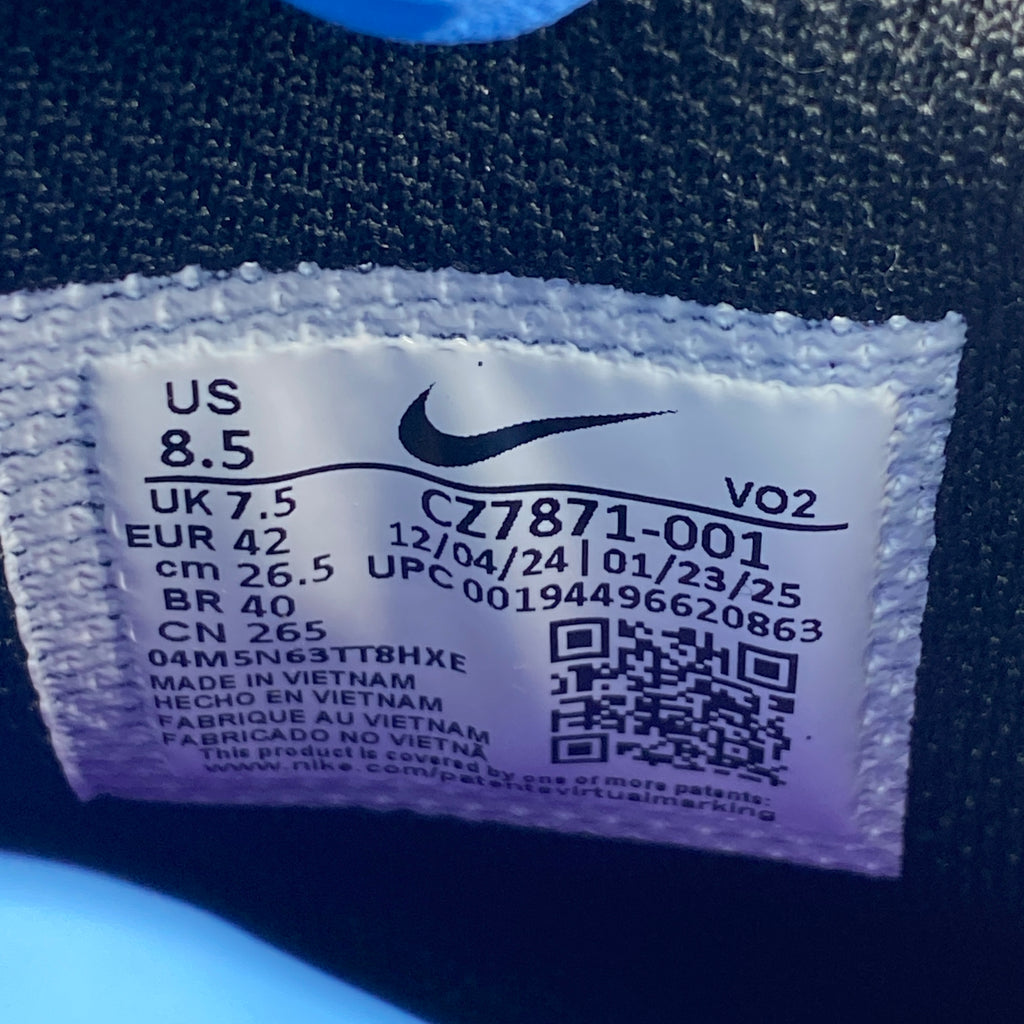 US
8.5
VO2
UK 7.5
CZ7871-001
EUR 42
12/04/24 | 01/23/25
cm 26.5
UPC 00194496620863
BR 40
CN 265
04M5N63TT8HXE
MADE IN VIETNAM
HECHO EN VIETNAM
FABRIQUE AU VIETNAM
FABRICADO NO VIETNÃ
This product is covered by one or more patents:
www.nike.com/patentsvirtualmarking